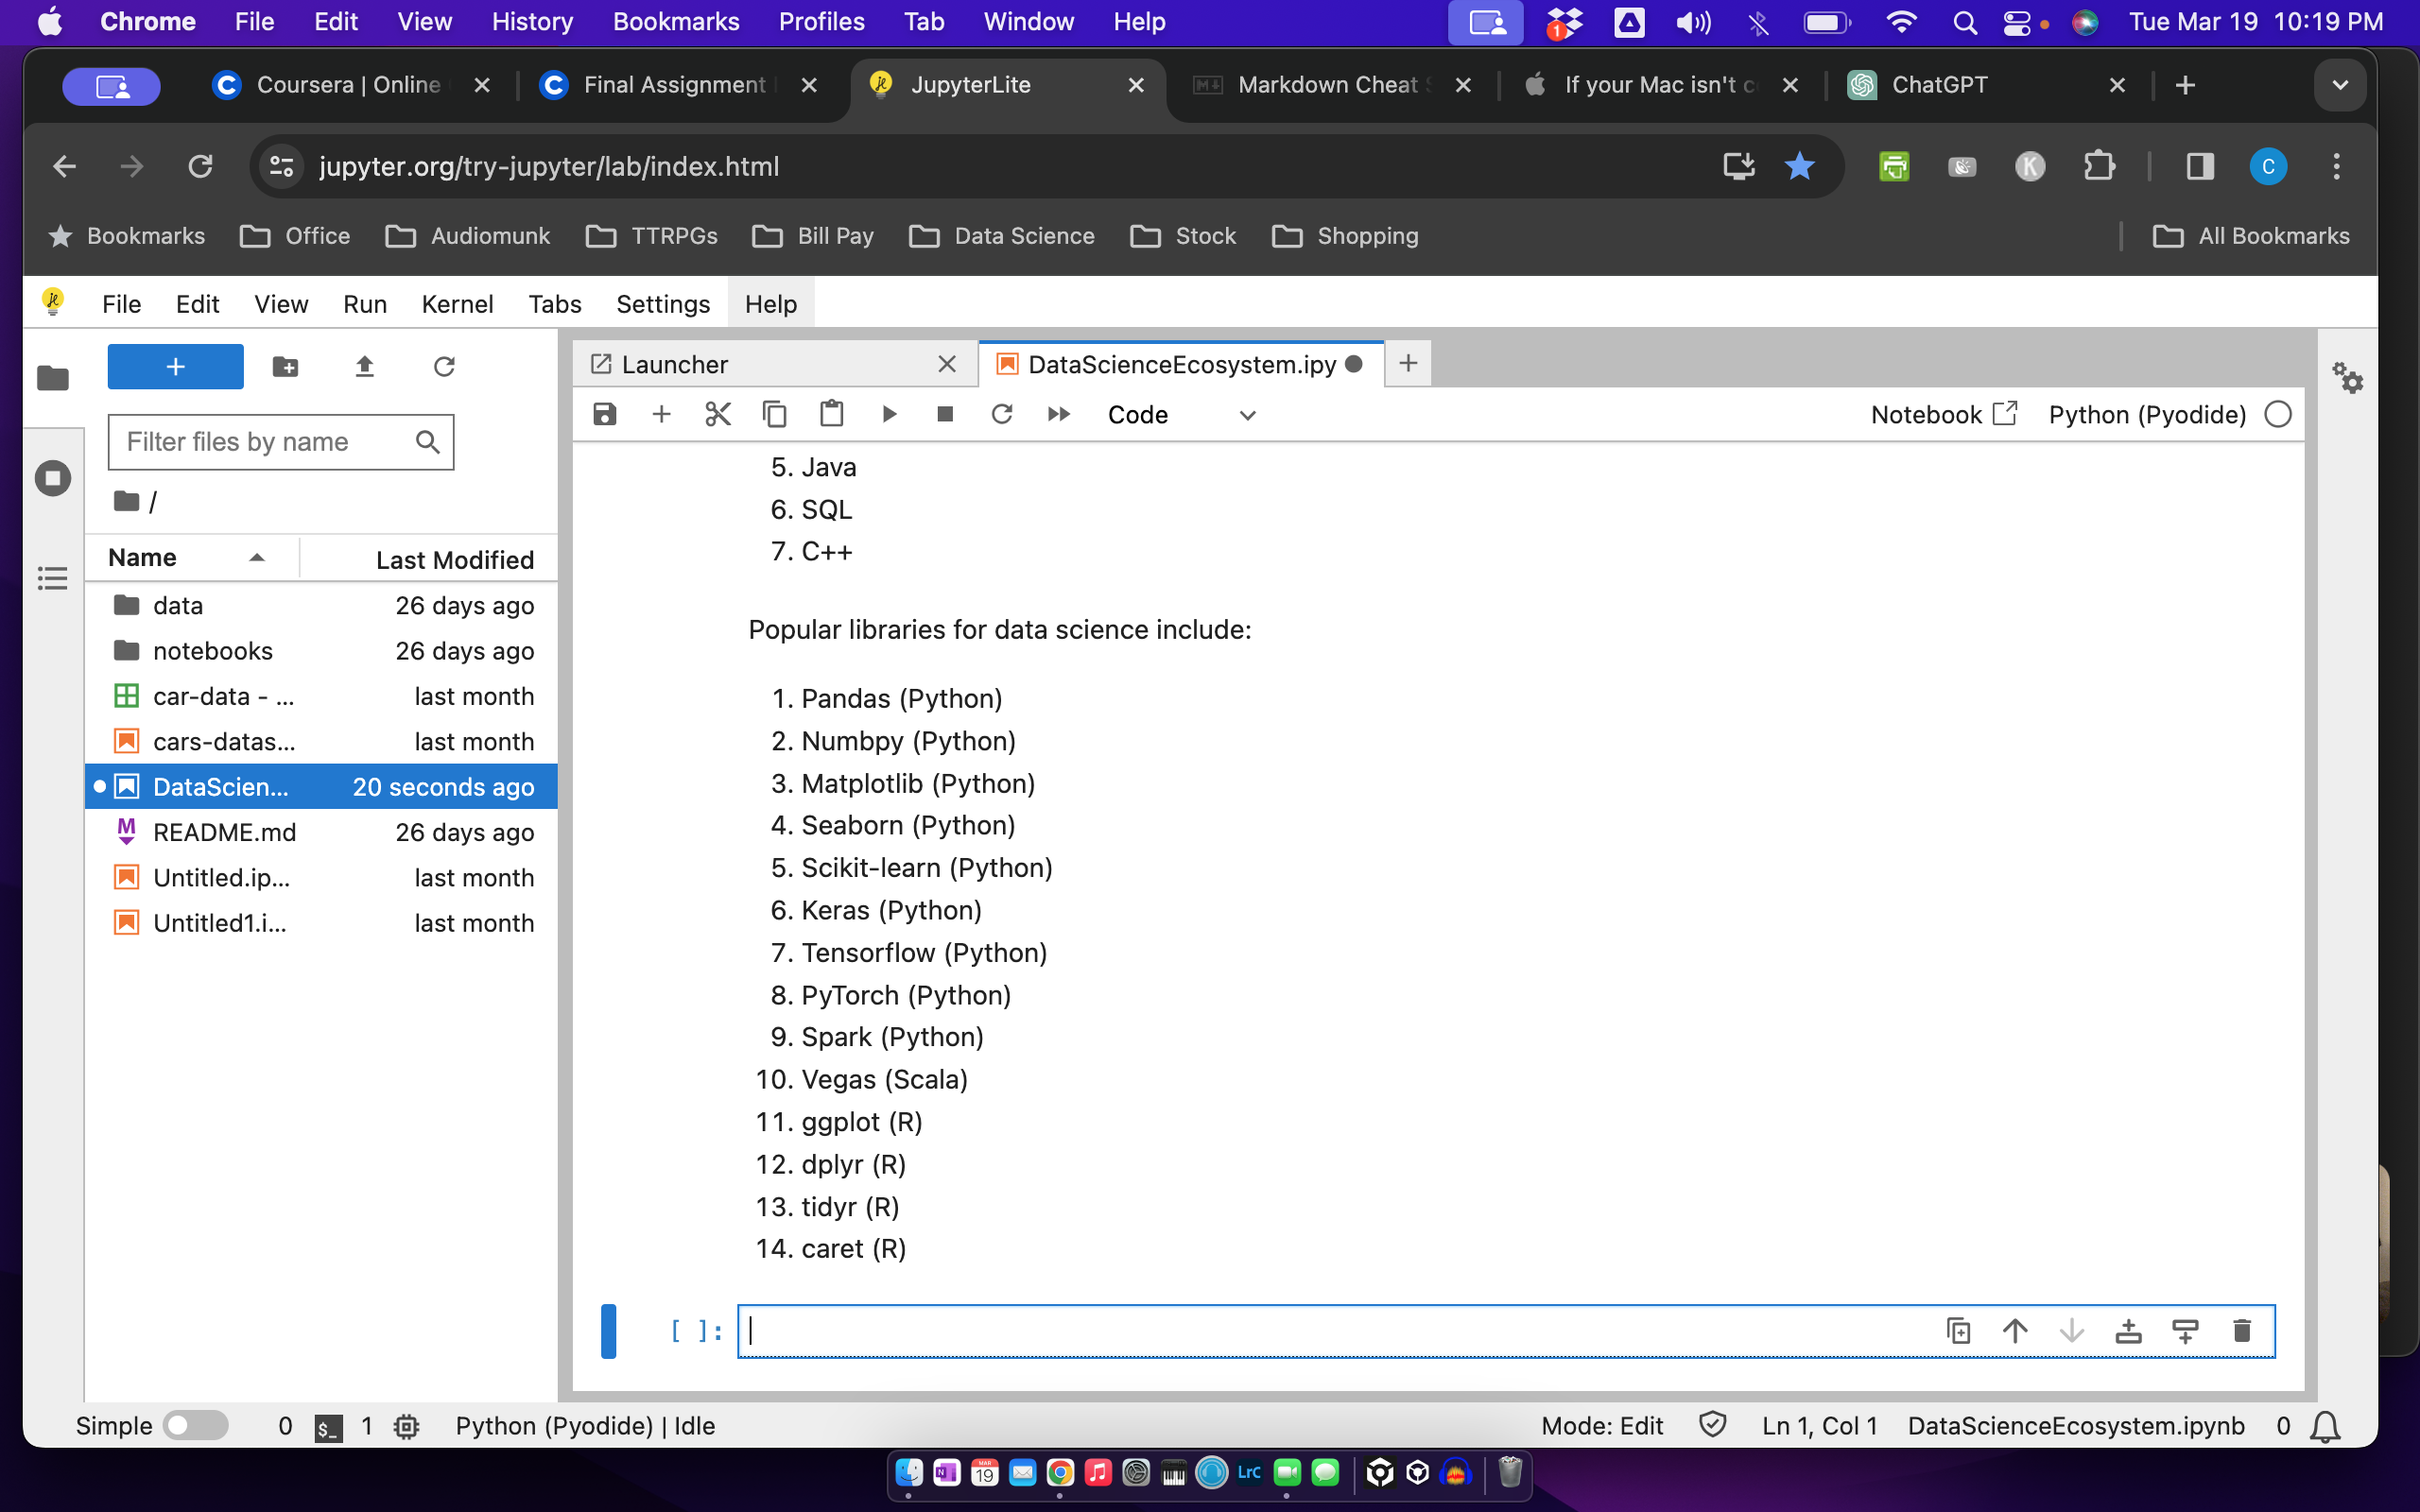 Chrome File Edit View History Bookmarks Profiles Tab Window Help 1 Tue Mar 19 10:19 PM
Coursera | Online Final Assignment JupyterLite Markdown Cheat If your Mac isn't ChatGPT
jupyter.org/try-jupyter/lab/index.html K C
Bookmarks Office Audiomunk TTRPGs Bill Pay Data Science Stock Shopping All Bookmarks
File Edit View Run Kernel Tabs Settings Help
Launcher DataScienceEcosystem.ipy
Code Notebook Python (Pyodide)
Filter files by name
/
Name Last Modified
data 26 days ago
notebooks 26 days ago
car-data - ... last month
cars-datas... last month
DataScien... 20 seconds ago
README.md 26 days ago
Untitled.ip... last month
Untitled1.i... last month
5. Java
6. SQL
7. C++
Popular libraries for data science include:
1. Pandas (Python)
2. Numbpy (Python)
3. Matplotlib (Python)
4. Seaborn (Python)
5. Scikit-learn (Python)
6. Keras (Python)
7. Tensorflow (Python)
8. PyTorch (Python)
9. Spark (Python)
10. Vegas (Scala)
11. ggplot (R)
12. dplyr (R)
13. tidyr (R)
14. caret (R)
[ ]:
Simple 0 $_ 1 Python (Pyodide) | Idle Mode: Edit Ln 1, Col 1 DataScienceEcosystem.ipynb 0
MAR 19 LrC